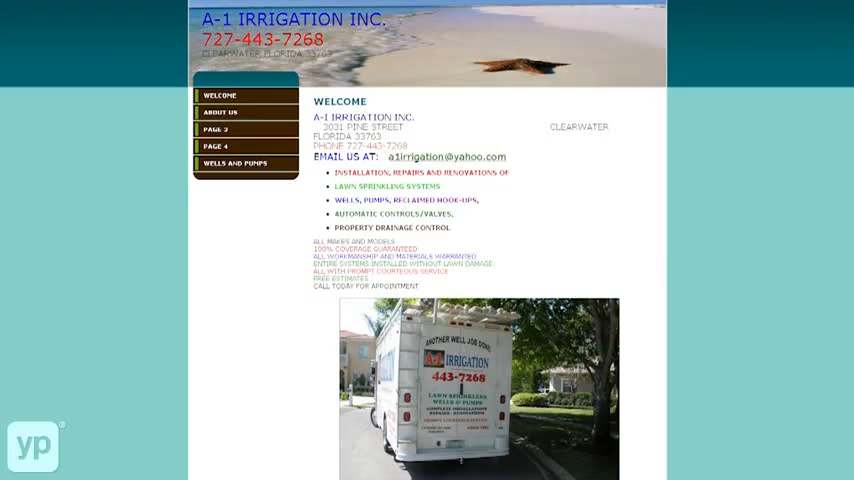 A-1 IRRIGATION INC.
727-443-7268
CLEARWATER,FLORIDA 33763
WELCOME
ABOUT US
PAGE 3
PAGE 4
WELLS AND PUMPS
WELCOME
A-1 IRRIGATION INC.
3031 PINE STREET CLEARWATER
FLORIDA 33763
PHONE 727-443-7268
EMAIL US AT: a1irrigation@yahoo.com
INSTALLATION, REPAIRS AND RENOVATIONS OF
LAWN SPRINKLING SYSTEMS
WELLS, PUMPS, RECLAIMED HOOK-UPS,
AUTOMATIC CONTROLS/VALVES,
PROPERTY DRAINAGE CONTROL
ALL MAKES AND MODELS
100% COVERAGE GUARANTEED
ALL WORKMANSHIP AND MATERIALS WARRANTED
ENTIRE SYSTEMS INSTALLED WITHOUT LAWN DAMAGE
ALL WITH PROMPT COURTEOUS SERVICE
FREE ESTIMATES
CALL TODAY FOR APPOINTMENT
ANOTHER WELL JOB DONE:
A-1 IRRIGATION
443-7268
LAWN SPRINKLERS
WELLS & PUMPS
COMPLETE INSTALLATIONS
REPAIRS - RENOVATIONS
PROMPT COURTEOUS SERVICE
yp®